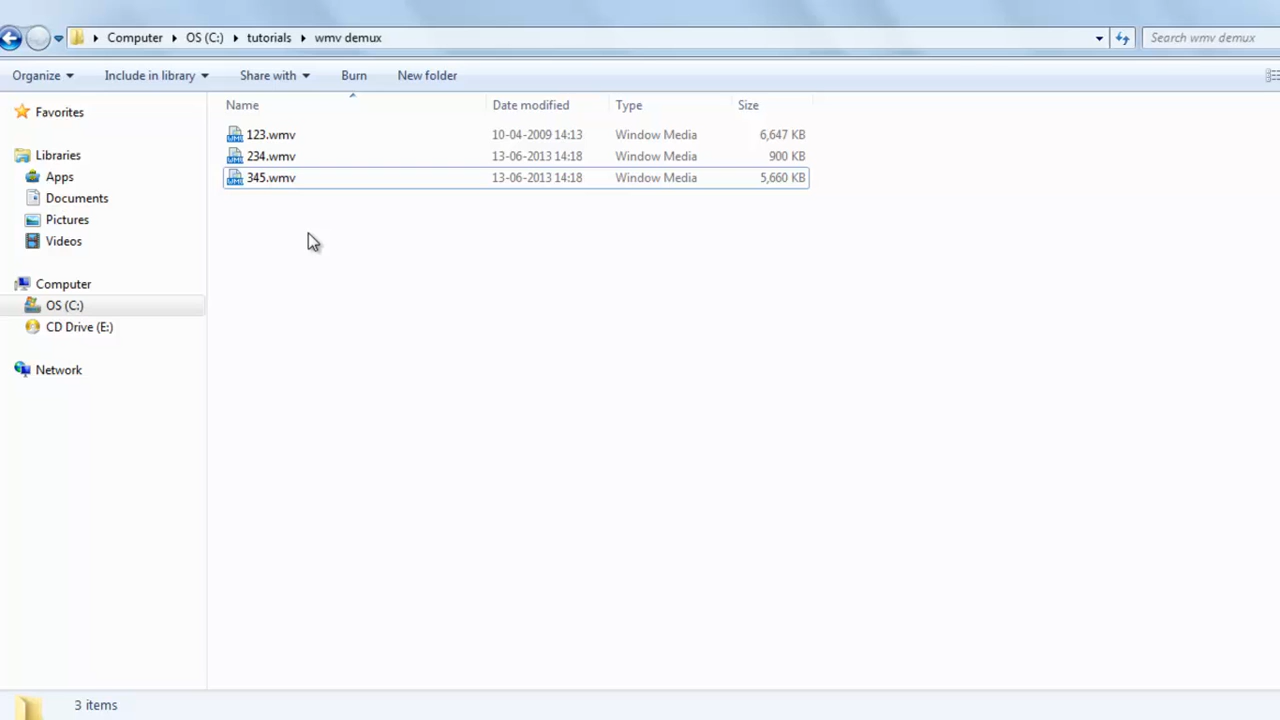 Computer OS (C:) tutorials wmv demux Search wmv demux
Organize Include in library Share with Burn New folder
Name Date modified Type Size
123.wmv 10-04-2009 14:13 Window Media 6,647 KB
234.wmv 13-06-2013 14:18 Window Media 900 KB
345.wmv 13-06-2013 14:18 Window Media 5,660 KB
Favorites
Libraries
Apps
Documents
Pictures
Videos
Computer
OS (C:)
CD Drive (E:)
Network
3 items